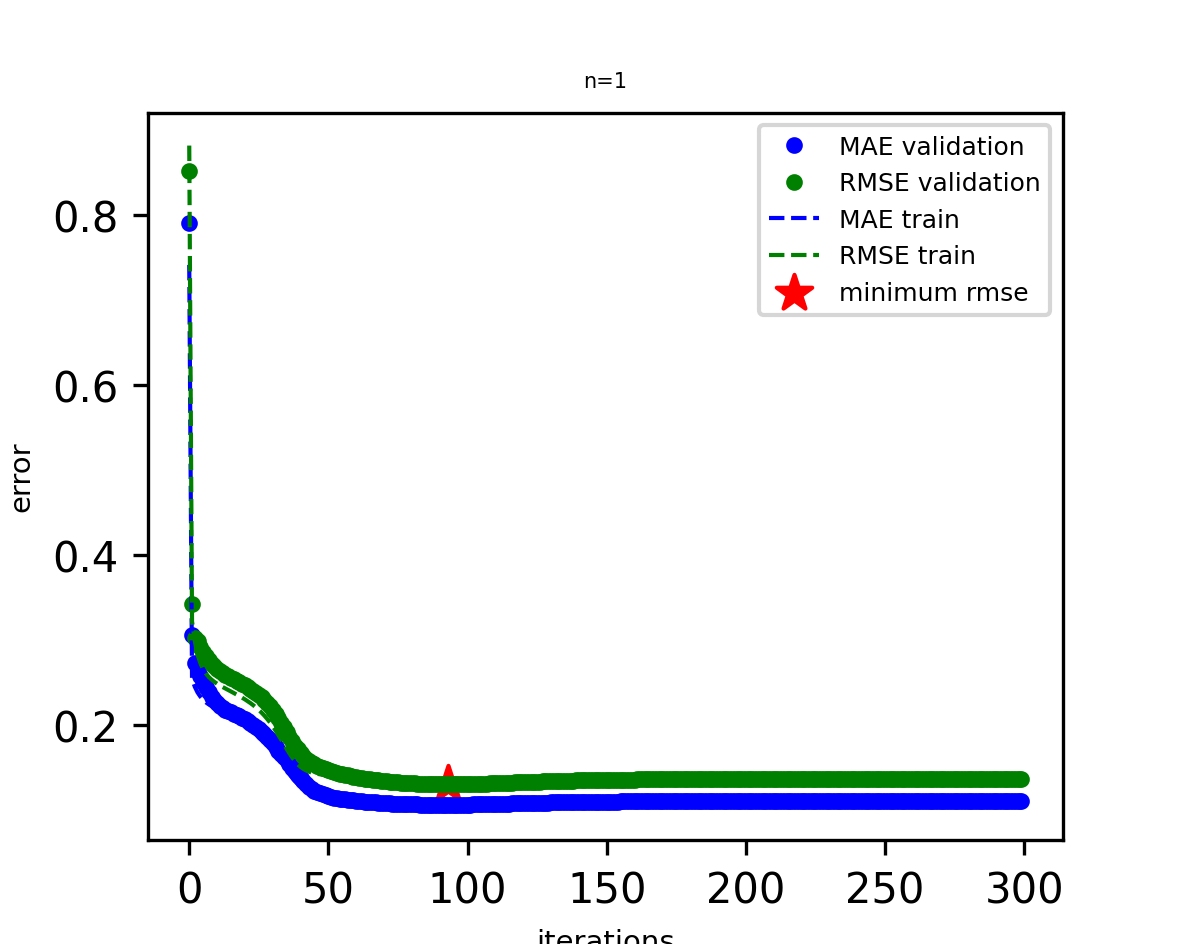 n=1
MAE validation
RMSE validation
MAE train
RMSE train
minimum rmse
0.8
0.6
0.4
0.2
error
0 50 100 150 200 250 300
iterations